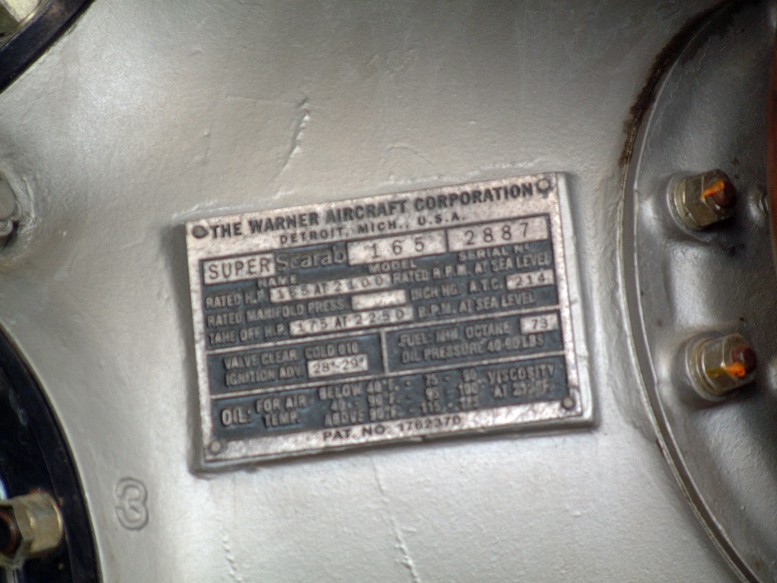 THE WARNER AIRCRAFT CORPORATION
DETROIT, MICH., U.S.A.
SUPER Scarab 165 2887
NAME MODEL SERIAL No.
RATED H.P. 165 AT 2100 RATED R.P.M. AT SEA LEVEL
RATED MANIFOLD PRESS. INCH HG. A.T.C. 214
TAKE OFF H.P. 175 AT 2250 R.P.M. AT SEA LEVEL
VALVE CLEAR. COLD 010
IGNITION ADV. 28°-29°
FUEL: MIN. OCTANE 73
OIL PRESSURE 40-90 LBS
OIL: FOR AIR TEMP. BELOW 40°F. - 75 - 90 - VISCOSITY
AT
ABOVE 90°F. - 115
PAT. NO. 1782370
3